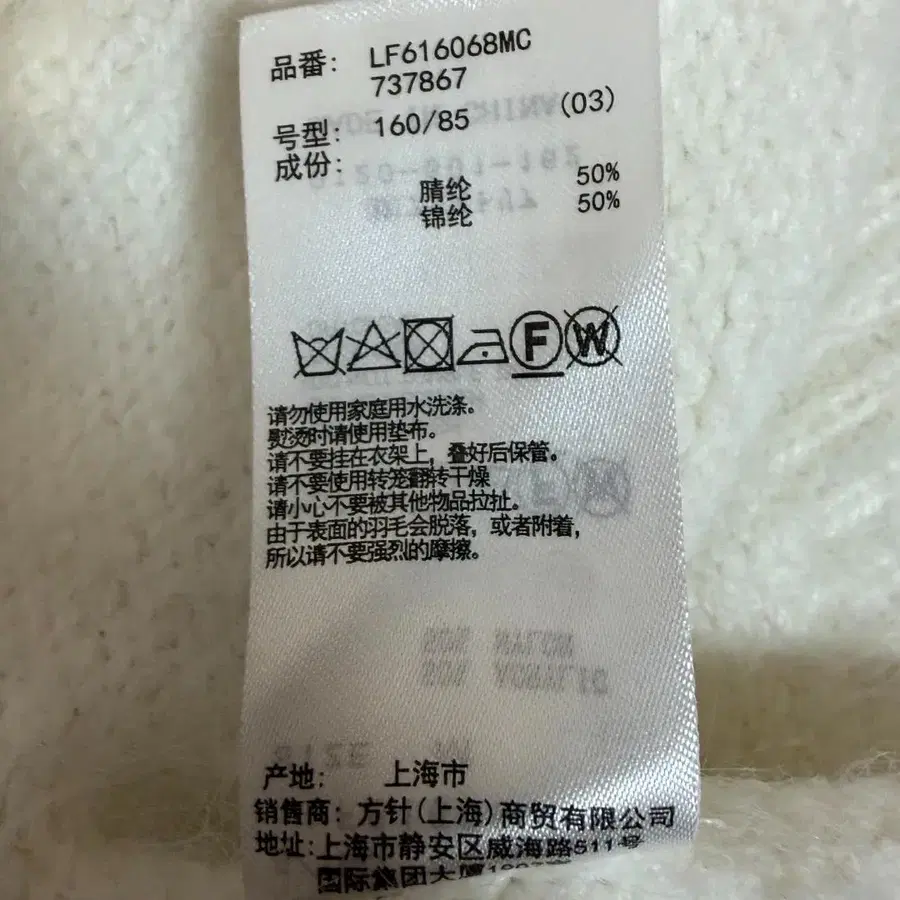 品番: LF616068MC
737867
号型: 160/85 (03)
成份:
腈纶 50%
锦纶 50%
F W
请勿使用家庭用水洗涤。
熨烫时请使用垫布。
请不要挂在衣架上，叠好后保管。
请不要使用转笼翻转干燥
请小心不要被其他物品拉扯。
由于表面的羽毛会脱落，或者附着，
所以请不要强烈的摩擦。
产地: 上海市
销售商: 方针(上海)商贸有限公司
地址:上海市静安区威海路511号
国际集团大厦